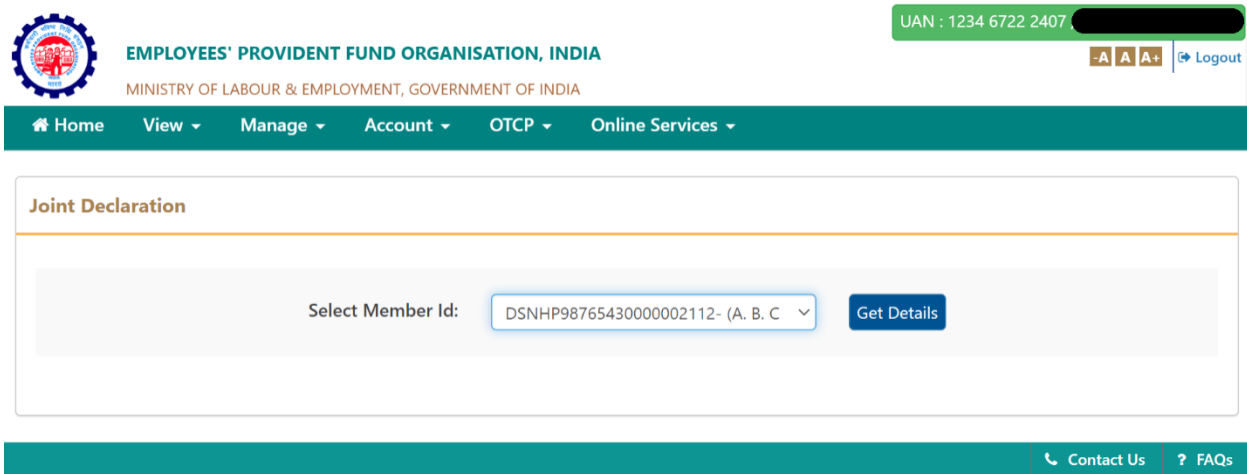 UAN : 1234 6722 2407 ,
EMPLOYEES' PROVIDENT FUND ORGANISATION, INDIA
-A A A+ Logout
MINISTRY OF LABOUR & EMPLOYMENT, GOVERNMENT OF INDIA
Home View Manage Account OTCP Online Services
Joint Declaration
Select Member Id: DSNHP98765430000002112- (A. B. C Get Details
Contact Us ? FAQs